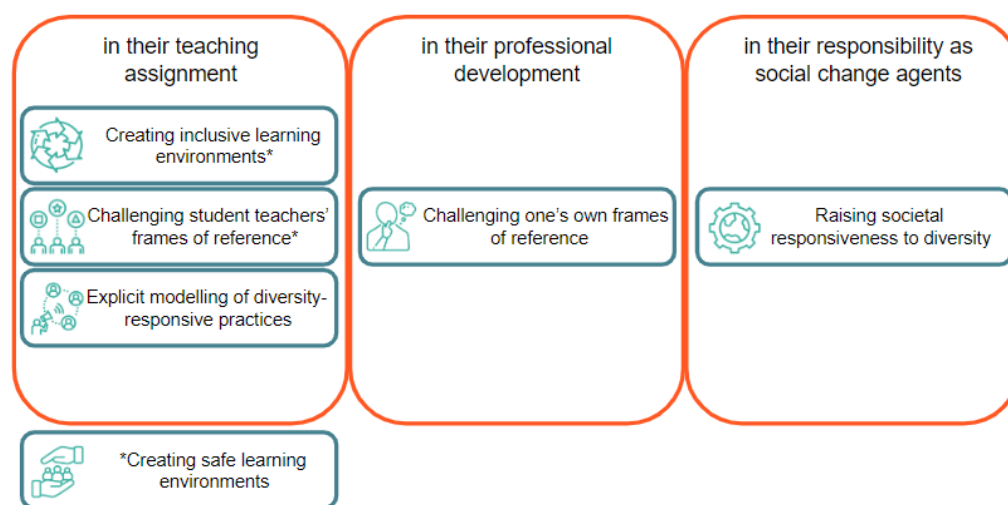 in their teaching
assignment
Creating inclusive learning
environments*
Challenging student teachers’
frames of reference*
Explicit modelling of diversity-
responsive practices
*Creating safe learning
environments
in their professional
development
Challenging one’s own frames
of reference
in their responsibility as
social change agents
Raising societal
responsiveness to diversity